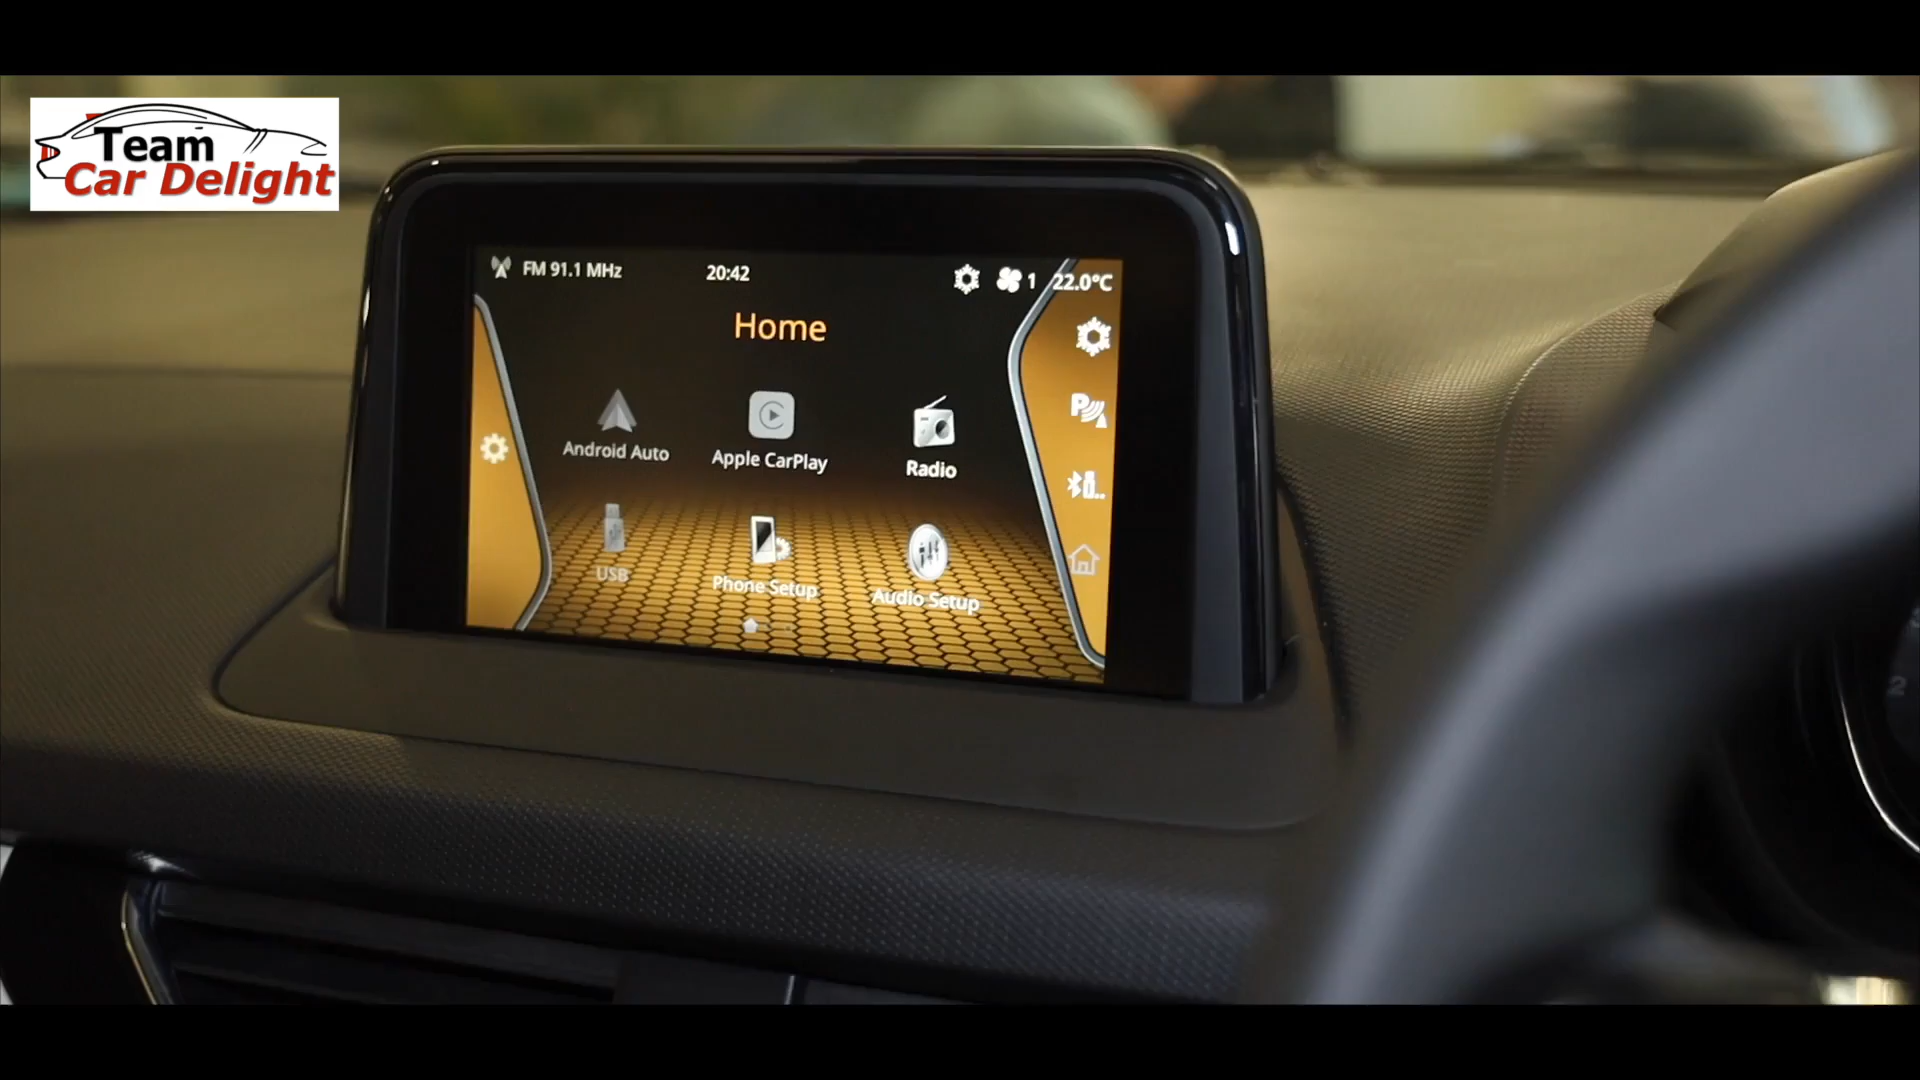 Team
Car Delight
FM 91.1 MHz 20:42 1 22.0°C
Home
Android Auto Apple CarPlay Radio
USB Phone Setup Audio Setup
2